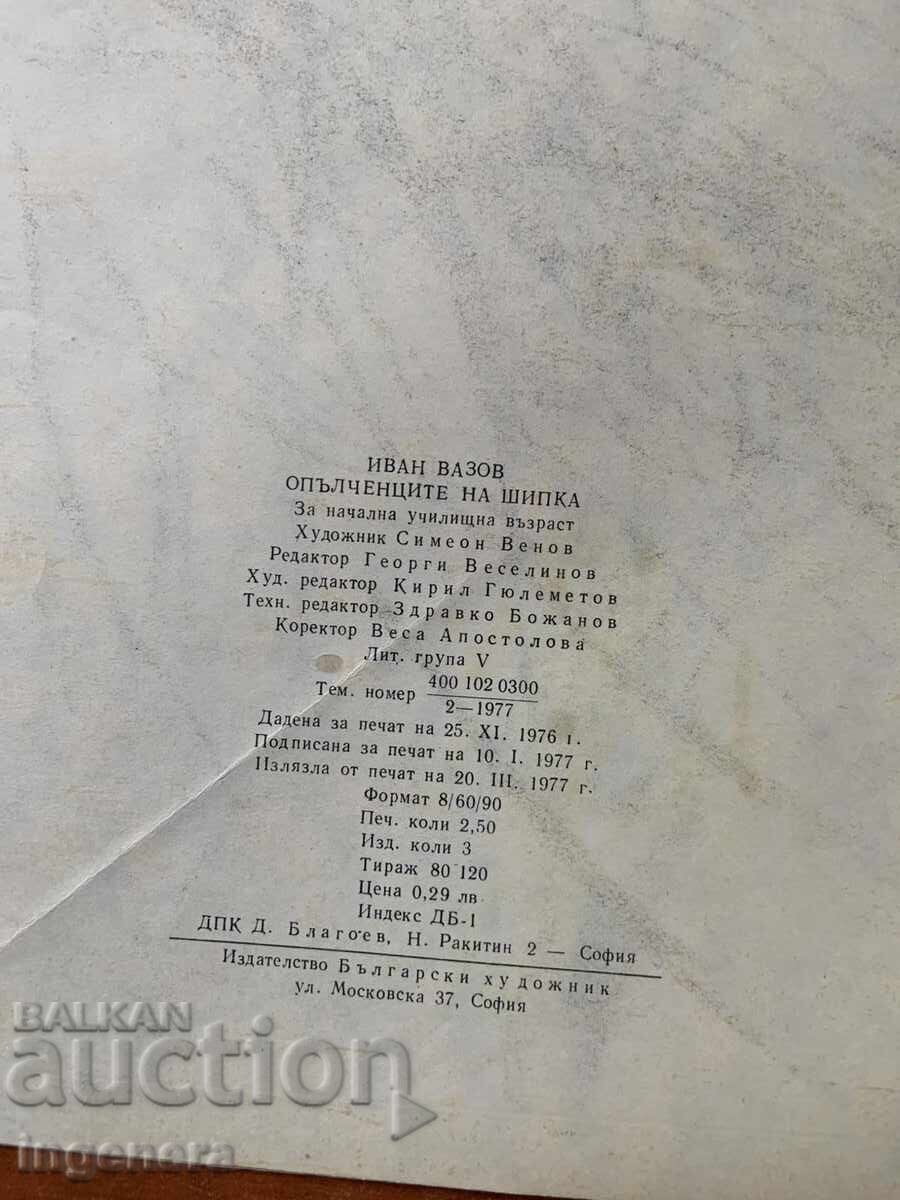 ИВАН ВАЗОВ
ОПЪЛЧЕНЦИТЕ НА ШИПКА
За начална училищна възраст
Художник Симеон Венов
Редактор Георги Веселинов
Худ. редактор Кирил Гюлеметов
Техн. редактор Здравко Божанов
Коректор Веса Апостолова
Лит. група V
Тем. номер 400 102 0300
2—1977
Дадена за печат на 25. XI. 1976 г.
Подписана за печат на 10. I. 1977 г.
Излязла от печат на 20. III. 1977 г.
Формат 8/60/90
Печ. коли 2,50
Изд. коли 3
Тираж 80 120
Цена 0,29 лв
Индекс ДБ-1
ДПК Д. Благоев, Н. Ракитин 2 — София
Издателство Български художник
ул. Московска 37, София
BALKAN
auction
ingenera